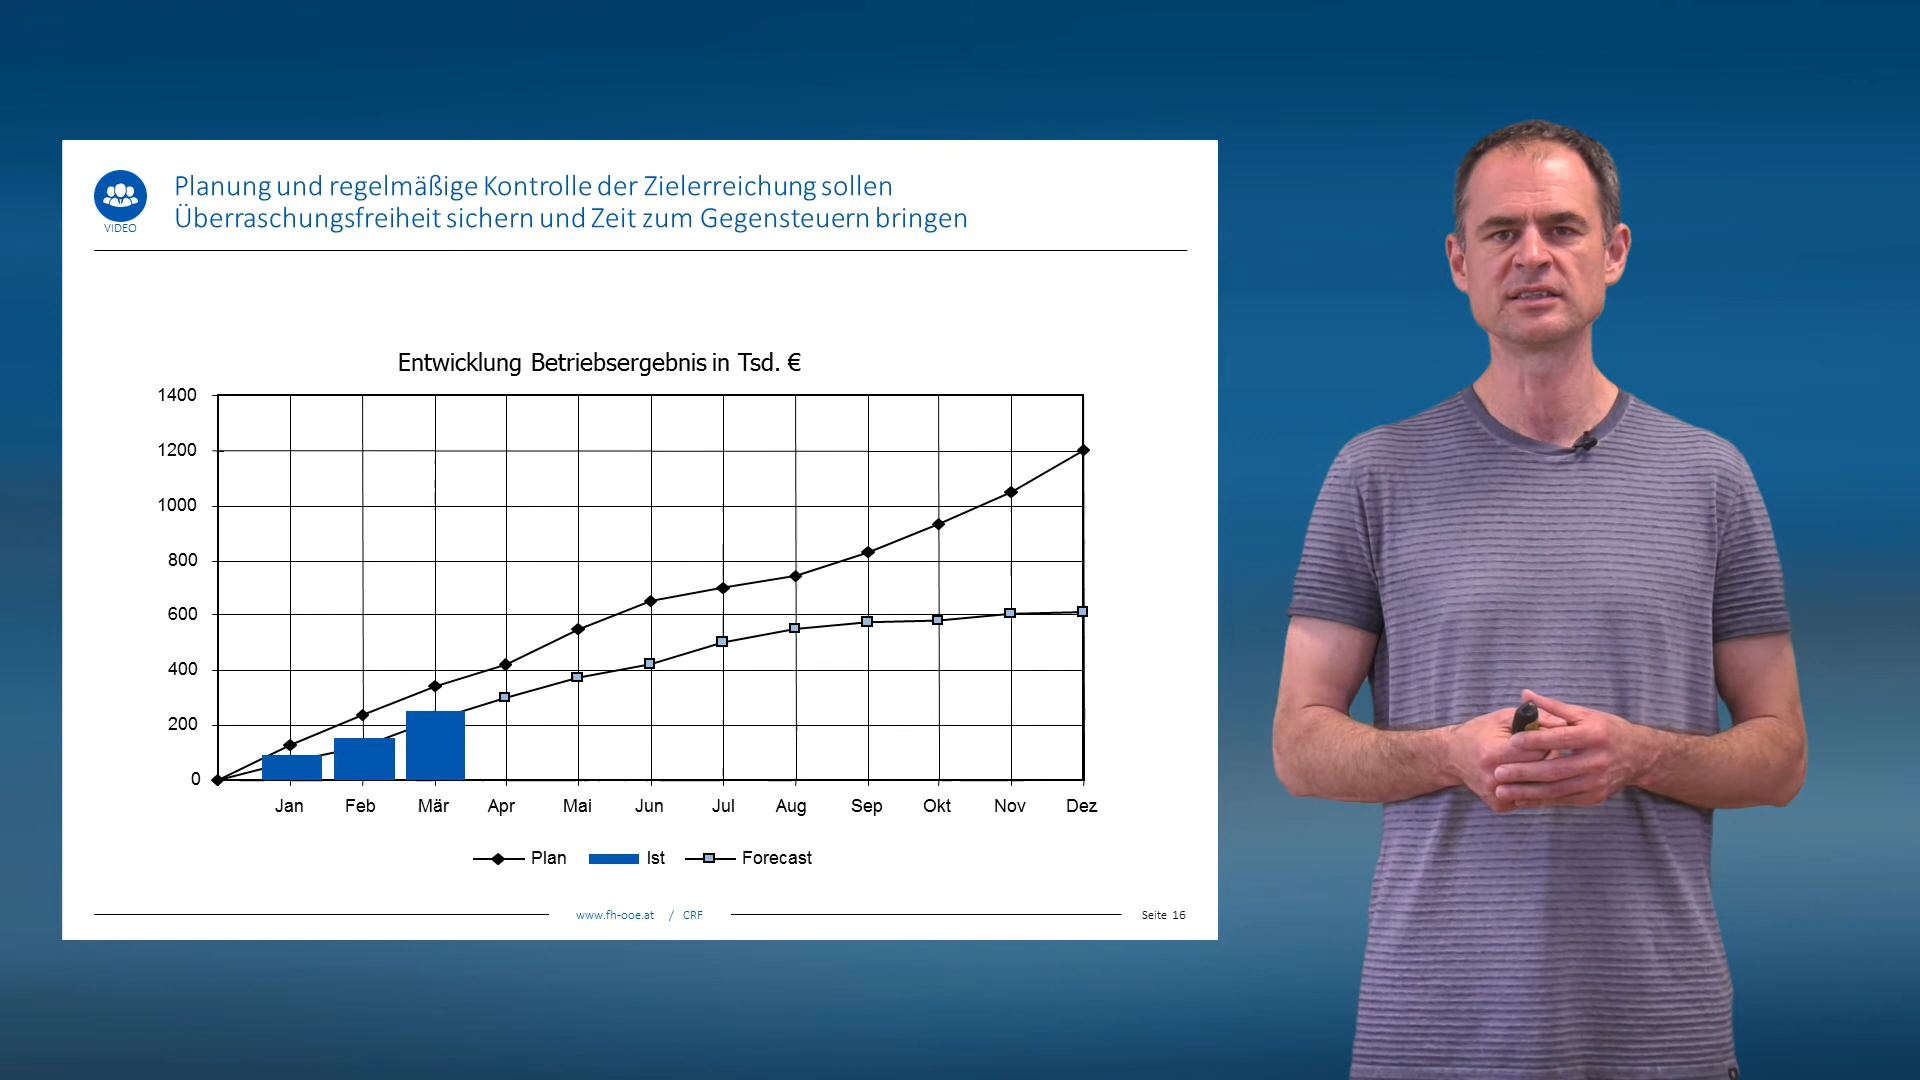 VIDEO
Planung und regelmäßige Kontrolle der Zielerreichung sollen
Überraschungsfreiheit sichern und Zeit zum Gegensteuern bringen
Entwicklung Betriebsergebnis in Tsd. €
1400
1200
1000
800
600
400
200
0
Jan Feb Mär Apr Mai Jun Jul Aug Sep Okt Nov Dez
Plan Ist Forecast
www.fh-ooe.at / CRF Seite 16